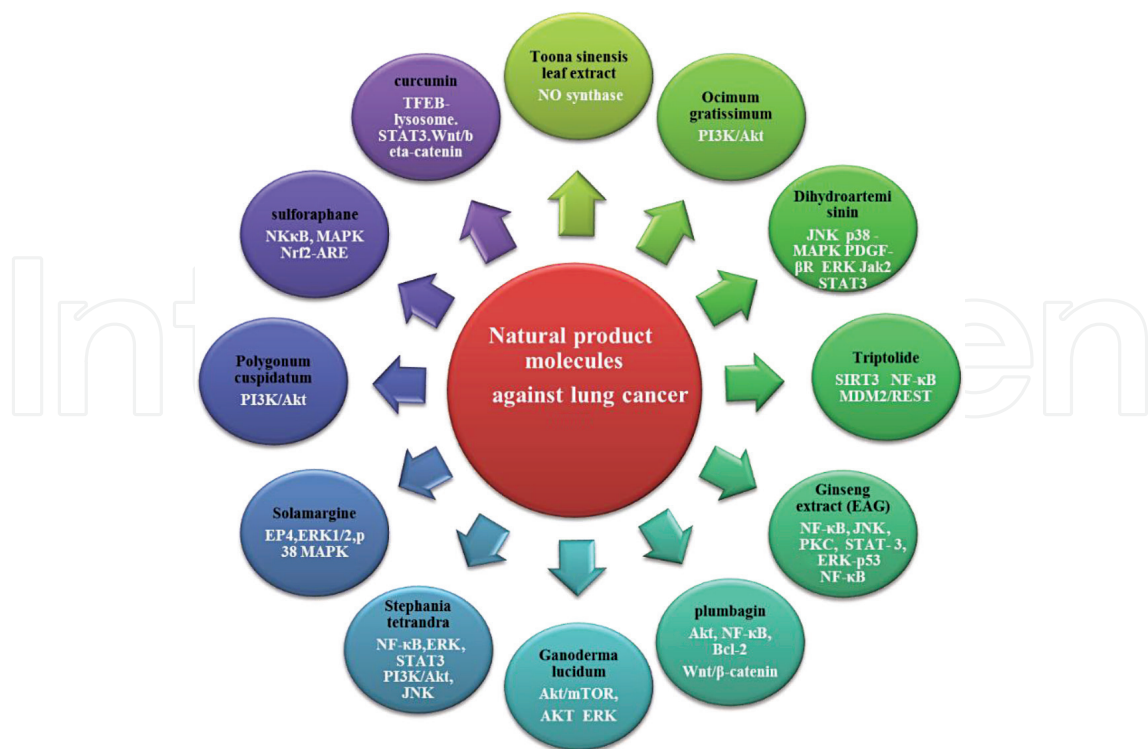 Natural product
molecules
against lung cancer
Toona sinensis
leaf extract
NO synthase
Ocimum
gratissimum
PI3K/Akt
Dihydroartemi
sinin
JNK p38 -
MAPK PDGF-
βR ERK Jak2
STAT3
Triptolide
SIRT3 NF-κB
MDM2/REST
Ginseng
extract (EAG)
NF-κB, JNK,
PKC, STAT- 3,
ERK-p53
NF-κB
plumbagin
Akt, NF-κB,
Bcl-2
Wnt/β-catenin
Ganoderma
lucidum
Akt/mTOR,
AKT ERK
Stephania
tetrandra
NF-κB,ERK,
STAT3
PI3K/Akt,
JNK
Solamargine
EP4,ERK1/2,p
38 MAPK
Polygonum
cuspidatum
PI3K/Akt
sulforaphane
NKκB, MAPK
Nrf2-ARE
curcumin
TFEB-
lysosome.
STAT3.Wnt/b
eta-catenin
Int
en